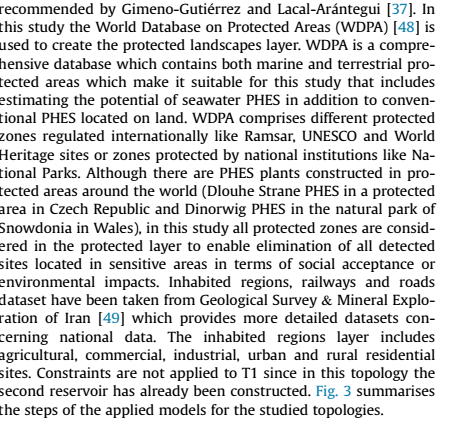 recommended by Gimeno-Gutiérrez and Lacal-Arántegui [37]. In
this study the World Database on Protected Areas (WDPA) [48] is
used to create the protected landscapes layer. WDPA is a compre-
hensive database which contains both marine and terrestrial pro-
tected areas which make it suitable for this study that includes
estimating the potential of seawater PHES in addition to conven-
tional PHES located on land. WDPA comprises different protected
zones regulated internationally like Ramsar, UNESCO and World
Heritage sites or zones protected by national institutions like Na-
tional Parks. Although there are PHES plants constructed in pro-
tected areas around the world (Dlouhe Strane PHES in a protected
area in Czech Republic and Dinorwig PHES in the natural park of
Snowdonia in Wales), in this study all protected zones are consid-
ered in the protected layer to enable elimination of all detected
sites located in sensitive areas in terms of social acceptance or
environmental impacts. Inhabited regions, railways and roads
dataset have been taken from Geological Survey & Mineral Explo-
ration of Iran [49] which provides more detailed datasets con-
cerning national data. The inhabited regions layer includes
agricultural, commercial, industrial, urban and rural residential
sites. Constraints are not applied to T1 since in this topology the
second reservoir has already been constructed. Fig. 3 summarises
the steps of the applied models for the studied topologies.